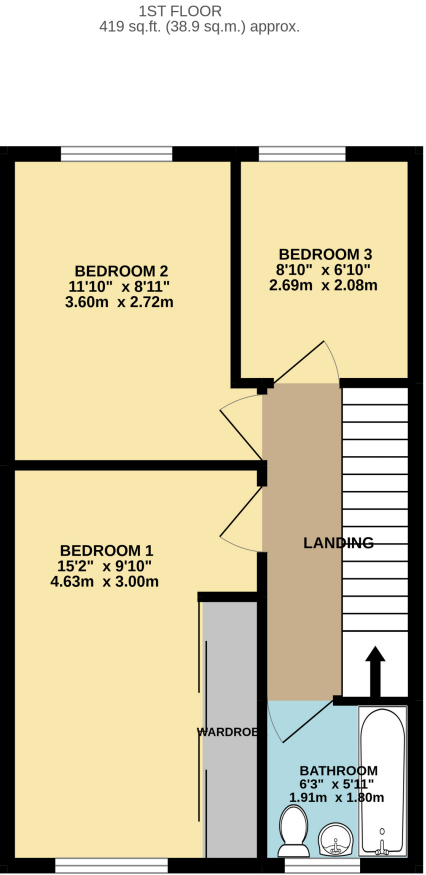 1ST FLOOR
419 sq.ft. (38.9 sq.m.) approx.
BEDROOM 3
8'10" x 6'10"
2.69m x 2.08m
BEDROOM 2
11'10" x 8'11"
3.60m x 2.72m
LANDING
BEDROOM 1
15'2" x 9'10"
4.63m x 3.00m
WARDROBE
BATHROOM
6'3" x 5'11"
1.91m x 1.80m